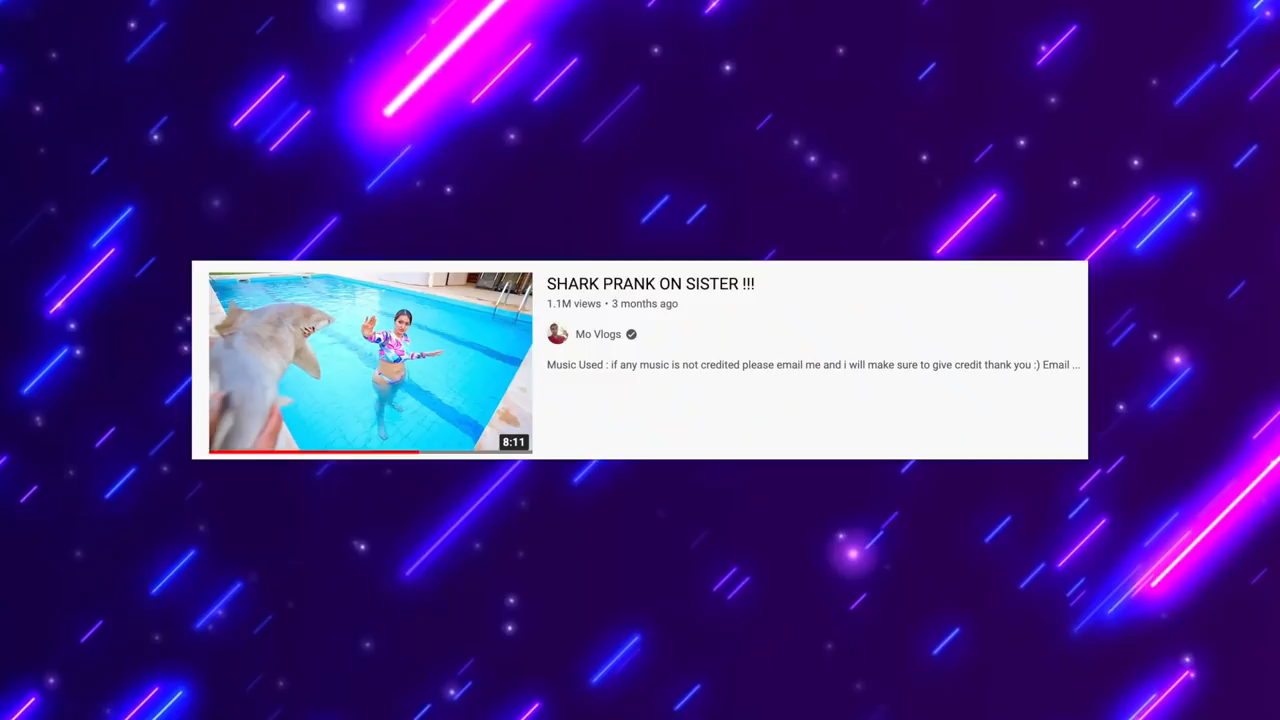 SHARK PRANK ON SISTER !!!
1.1M views • 3 months ago
Mo Vlogs
Music Used : if any music is not credited please email me and i will make sure to give credit thank you :) Email ...
8:11